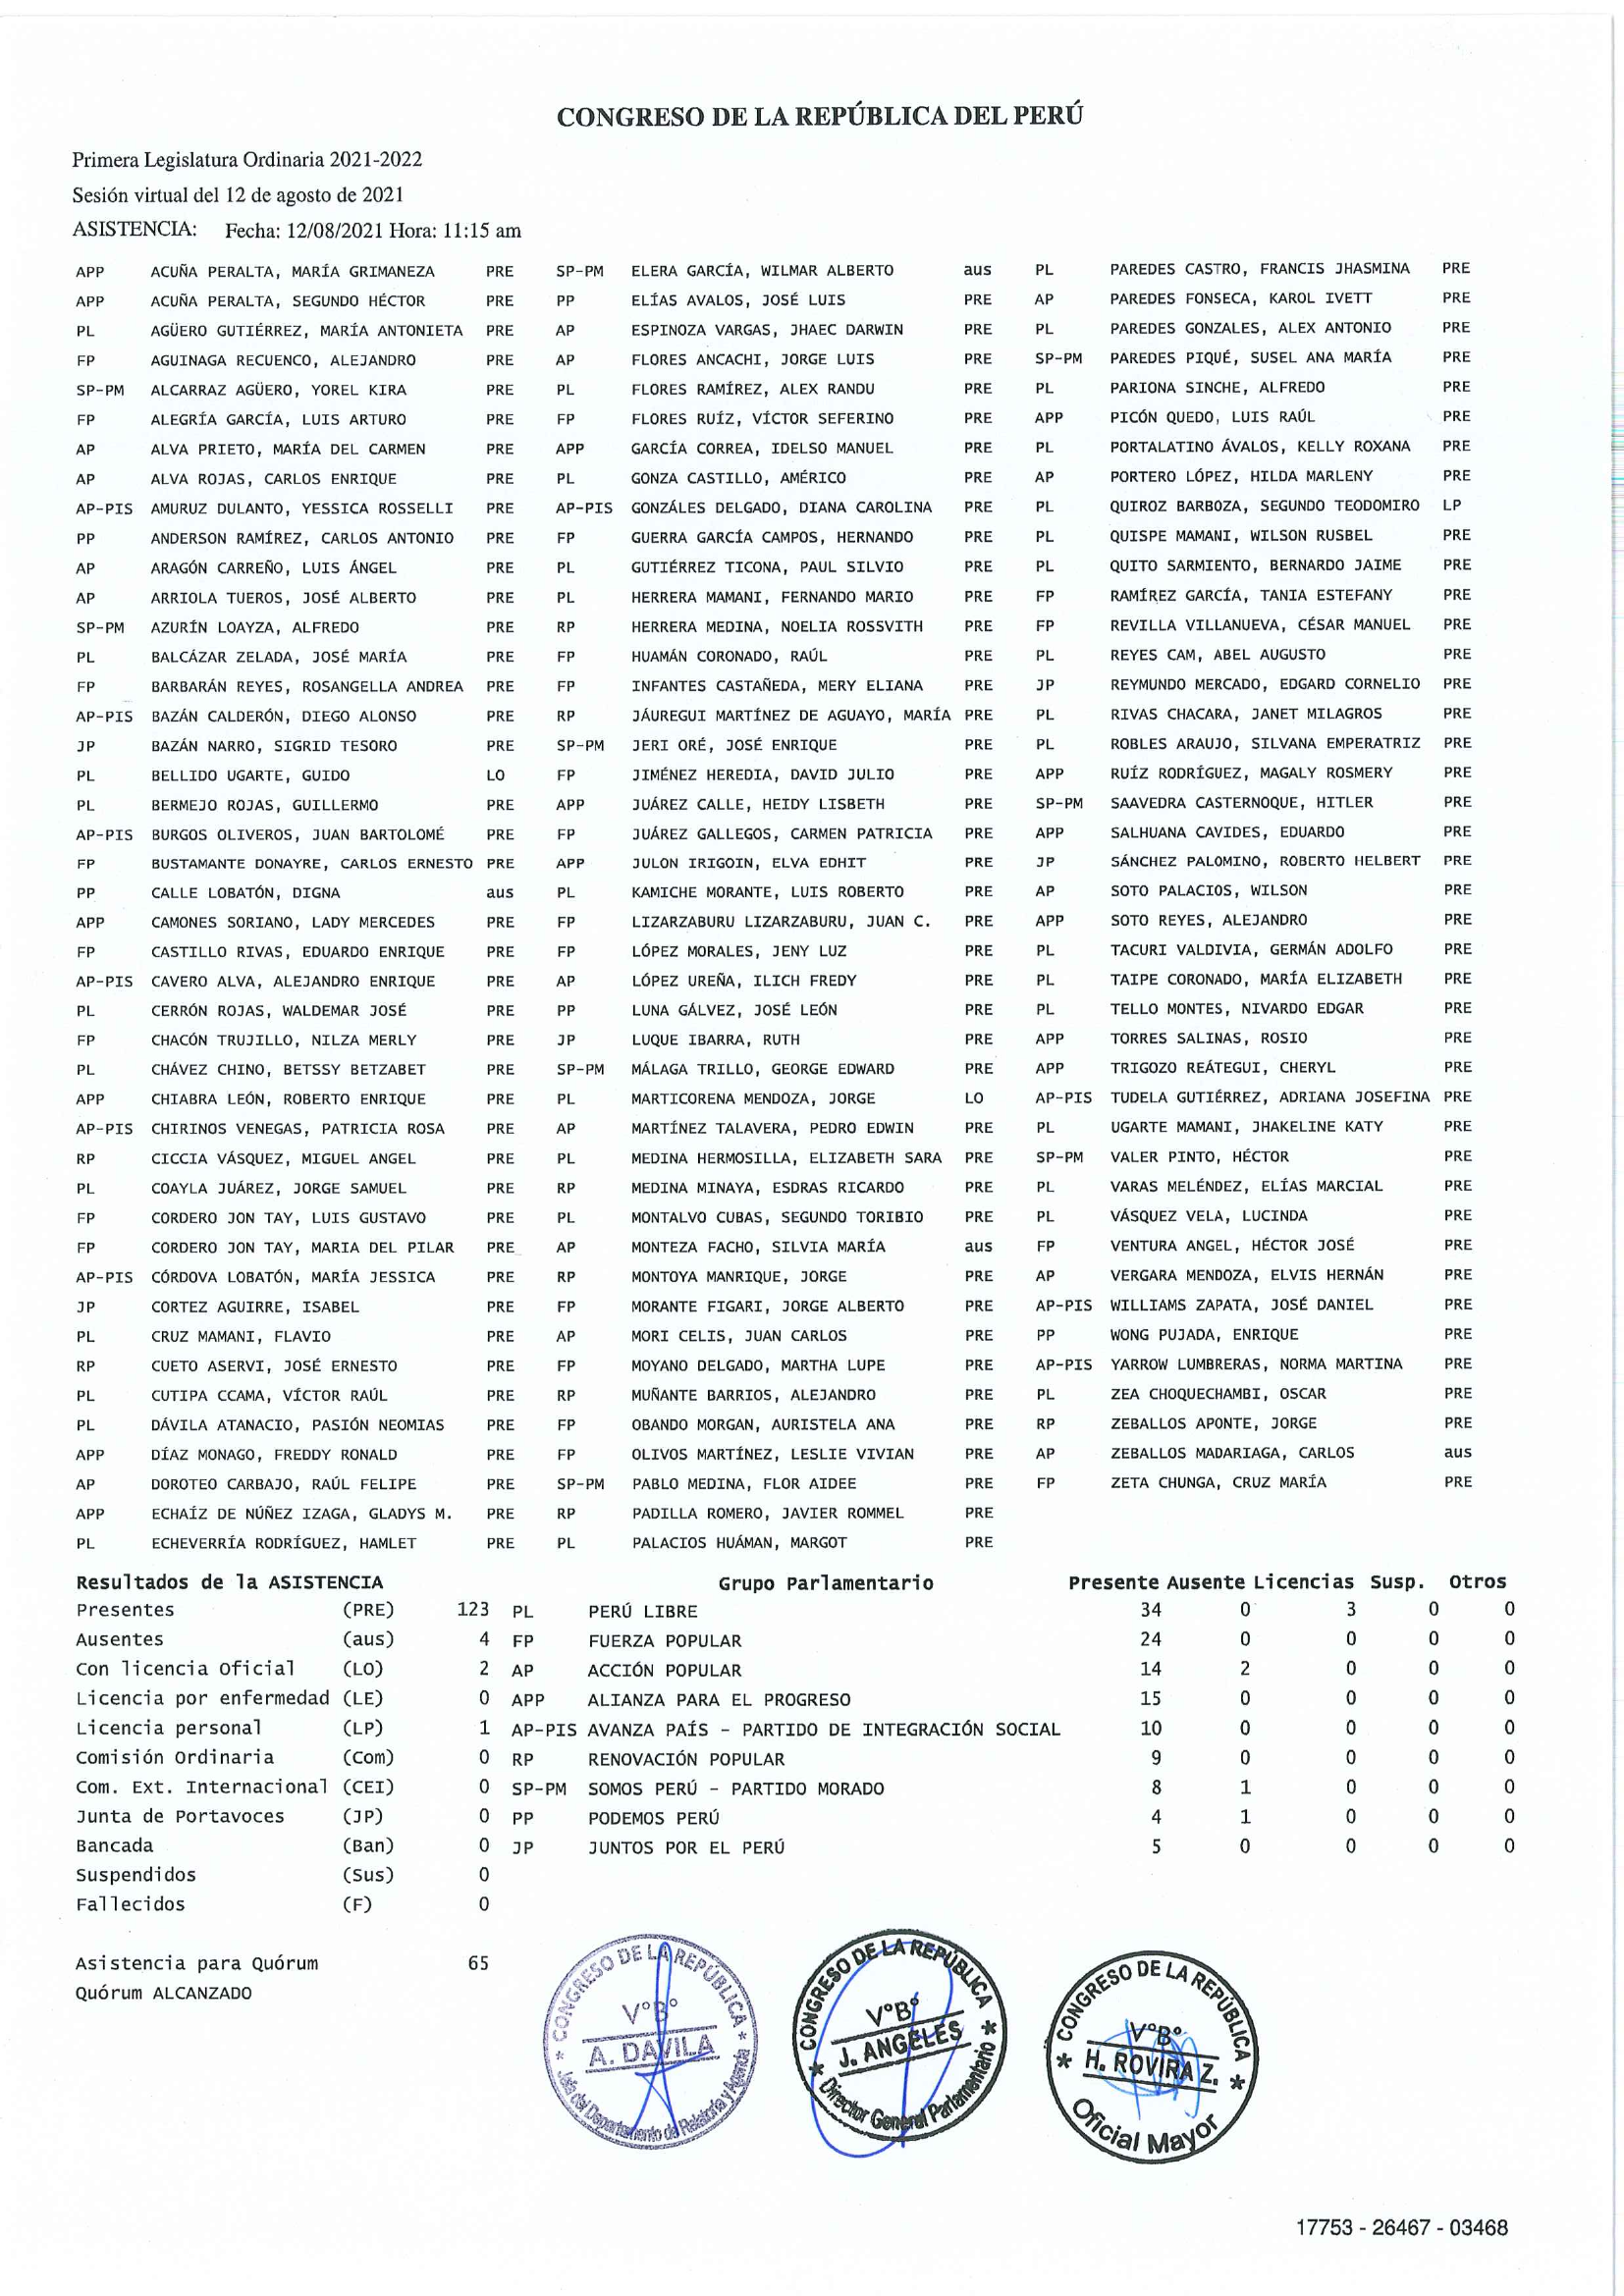 CONGRESO DE LA REPÚBLICA DEL PERÚ
Primera Legislatura Ordinaria 2021-2022
Sesión virtual del 12 de agosto de 2021
ASISTENCIA: Fecha: 12/08/2021 Hora: 11:15 am
APP ACUÑA PERALTA, MARÍA GRIMANEZA PRE SP-PM ELERA GARCÍA, WILMAR ALBERTO aus PL PAREDES CASTRO, FRANCIS JHASMINA PRE
APP ACUÑA PERALTA, SEGUNDO HÉCTOR PRE PP ELÍAS AVALOS, JOSÉ LUIS PRE AP PAREDES FONSECA, KAROL IVETT PRE
PL AGÜERO GUTIÉRREZ, MARÍA ANTONIETA PRE AP ESPINOZA VARGAS, JHAEC DARWIN PRE PL PAREDES GONZALES, ALEX ANTONIO PRE
FP AGUINAGA RECUENCO, ALEJANDRO PRE AP FLORES ANCACHI, JORGE LUIS PRE SP-PM PAREDES PIQUÉ, SUSEL ANA MARÍA PRE
SP-PM ALCARRAZ AGÜERO, YOREL KIRA PRE PL FLORES RAMÍREZ, ALEX RANDU PRE PL PARIONA SINCHE, ALFREDO PRE
FP ALEGRÍA GARCÍA, LUIS ARTURO PRE FP FLORES RUÍZ, VÍCTOR SEFERINO PRE APP PICÓN QUEDO, LUIS RAÚL PRE
AP ALVA PRIETO, MARÍA DEL CARMEN PRE APP GARCÍA CORREA, IDELSO MANUEL PRE PL PORTALATINO ÁVALOS, KELLY ROXANA PRE
AP ALVA ROJAS, CARLOS ENRIQUE PRE PL GONZA CASTILLO, AMÉRICO PRE AP PORTERO LÓPEZ, HILDA MARLENY PRE
AP-PIS AMURUZ DULANTO, YESSICA ROSSELLI PRE AP-PIS GONZÁLES DELGADO, DIANA CAROLINA PRE PL QUIROZ BARBOZA, SEGUNDO TEODOMIRO LP
PP ANDERSON RAMÍREZ, CARLOS ANTONIO PRE FP GUERRA GARCÍA CAMPOS, HERNANDO PRE PL QUISPE MAMANI, WILSON RUSBEL PRE
AP ARAGÓN CARREÑO, LUIS ÁNGEL PRE PL GUTIÉRREZ TICONA, PAUL SILVIO PRE PL QUITO SARMIENTO, BERNARDO JAIME PRE
AP ARRIOLA TUEROS, JOSÉ ALBERTO PRE PL HERRERA MAMANI, FERNANDO MARIO PRE FP RAMÍREZ GARCÍA, TANIA ESTEFANY PRE
SP-PM AZURÍN LOAYZA, ALFREDO PRE RP HERRERA MEDINA, NOELIA ROSSVITH PRE FP REVILLA VILLANUEVA, CÉSAR MANUEL PRE
PL BALCÁZAR ZELADA, JOSÉ MARÍA PRE FP HUAMÁN CORONADO, RAÚL PRE PL REYES CAM, ABEL AUGUSTO PRE
FP BARBARÁN REYES, ROSANGELLA ANDREA PRE FP INFANTES CASTAÑEDA, MERY ELIANA PRE JP REYMUNDO MERCADO, EDGARD CORNELIO PRE
AP-PIS BAZÁN CALDERÓN, DIEGO ALONSO PRE RP JÁUREGUI MARTÍNEZ DE AGUAYO, MARÍA PRE PL RIVAS CHACARA, JANET MILAGROS PRE
JP BAZÁN NARRO, SIGRID TESORO PRE SP-PM JERI ORÉ, JOSÉ ENRIQUE PRE PL ROBLES ARAUJO, SILVANA EMPERATRIZ PRE
PL BELLIDO UGARTE, GUIDO LO FP JIMÉNEZ HEREDIA, DAVID JULIO PRE APP RUÍZ RODRÍGUEZ, MAGALY ROSMERY PRE
PL BERMEJO ROJAS, GUILLERMO PRE APP JUÁREZ CALLE, HEIDY LISBETH PRE SP-PM SAAVEDRA CASTERNOQUE, HITLER PRE
AP-PIS BURGOS OLIVEROS, JUAN BARTOLOMÉ PRE FP JUÁREZ GALLEGOS, CARMEN PATRICIA PRE APP SALHUANA CAVIDES, EDUARDO PRE
FP BUSTAMANTE DONAYRE, CARLOS ERNESTO PRE APP JULON IRIGOIN, ELVA EDHIT PRE JP SÁNCHEZ PALOMINO, ROBERTO HELBERT PRE
PP CALLE LOBATÓN, DIGNA aus PL KAMICHE MORANTE, LUIS ROBERTO PRE AP SOTO PALACIOS, WILSON PRE
APP CAMONES SORIANO, LADY MERCEDES PRE FP LIZARZABURU LIZARZABURU, JUAN C. PRE APP SOTO REYES, ALEJANDRO PRE
FP CASTILLO RIVAS, EDUARDO ENRIQUE PRE FP LÓPEZ MORALES, JENY LUZ PRE PL TACURI VALDIVIA, GERMÁN ADOLFO PRE
AP-PIS CAVERO ALVA, ALEJANDRO ENRIQUE PRE AP LÓPEZ UREÑA, ILICH FREDY PRE PL TAIPE CORONADO, MARÍA ELIZABETH PRE
PL CERRÓN ROJAS, WALDEMAR JOSÉ PRE PP LUNA GÁLVEZ, JOSÉ LEÓN PRE PL TELLO MONTES, NIVARDO EDGAR PRE
FP CHACÓN TRUJILLO, NILZA MERLY PRE JP LUQUE IBARRA, RUTH PRE APP TORRES SALINAS, ROSIO PRE
PL CHÁVEZ CHINO, BETSSY BETZABET PRE SP-PM MÁLAGA TRILLO, GEORGE EDWARD PRE APP TRIGOZO REÁTEGUI, CHERYL PRE
APP CHIABRA LEÓN, ROBERTO ENRIQUE PRE PL MARTICORENA MENDOZA, JORGE LO AP-PIS TUDELA GUTIÉRREZ, ADRIANA JOSEFINA PRE
AP-PIS CHIRINOS VENEGAS, PATRICIA ROSA PRE AP MARTÍNEZ TALAVERA, PEDRO EDWIN PRE PL UGARTE MAMANI, JHAKELINE KATY PRE
RP CICCIA VÁSQUEZ, MIGUEL ANGEL PRE PL MEDINA HERMOSILLA, ELIZABETH SARA PRE SP-PM VALER PINTO, HÉCTOR PRE
PL COAYLA JUÁREZ, JORGE SAMUEL PRE RP MEDINA MINAYA, ESDRAS RICARDO PRE PL VARAS MELÉNDEZ, ELÍAS MARCIAL PRE
FP CORDERO JON TAY, LUIS GUSTAVO PRE PL MONTALVO CUBAS, SEGUNDO TORIBIO PRE PL VÁSQUEZ VELA, LUCINDA PRE
FP CORDERO JON TAY, MARIA DEL PILAR PRE AP MONTEZA FACHO, SILVIA MARÍA aus FP VENTURA ANGEL, HÉCTOR JOSÉ PRE
AP-PIS CÓRDOVA LOBATÓN, MARÍA JESSICA PRE RP MONTOYA MANRIQUE, JORGE PRE AP VERGARA MENDOZA, ELVIS HERNÁN PRE
JP CORTEZ AGUIRRE, ISABEL PRE FP MORANTE FIGARI, JORGE ALBERTO PRE AP-PIS WILLIAMS ZAPATA, JOSÉ DANIEL PRE
PL CRUZ MAMANI, FLAVIO PRE AP MORI CELIS, JUAN CARLOS PRE PP WONG PUJADA, ENRIQUE PRE
RP CUETO ASERVI, JOSÉ ERNESTO PRE FP MOYANO DELGADO, MARTHA LUPE PRE AP-PIS YARROW LUMBRERAS, NORMA MARTINA PRE
PL CUTIPA CCAMA, VÍCTOR RAÚL PRE RP MUÑANTE BARRIOS, ALEJANDRO PRE PL ZEA CHOQUECHAMBI, OSCAR PRE
PL DÁVILA ATANACIO, PASIÓN NEOMIAS PRE FP OBANDO MORGAN, AURISTELA ANA PRE RP ZEBALLOS APONTE, JORGE PRE
APP DÍAZ MONAGO, FREDDY RONALD PRE FP OLIVOS MARTÍNEZ, LESLIE VIVIAN PRE AP ZEBALLOS MADARIAGA, CARLOS aus
AP DOROTEO CARBAJO, RAÚL FELIPE PRE SP-PM PABLO MEDINA, FLOR AIDEE PRE FP ZETA CHUNGA, CRUZ MARÍA PRE
APP ECHAÍZ DE NÚÑEZ IZAGA, GLADYS M. PRE RP PADILLA ROMERO, JAVIER ROMMEL PRE
PL ECHEVERRÍA RODRÍGUEZ, HAMLET PRE PL PALACIOS HUÁMAN, MARGOT PRE
Resultados de la ASISTENCIA Grupo Parlamentario Presente Ausente Licencias Susp. Otros
Presentes (PRE) 123 PL PERÚ LIBRE 34 0 3 0 0
Ausentes (aus) 4 FP FUERZA POPULAR 24 0 0 0 0
Con licencia Oficial (LO) 2 AP ACCIÓN POPULAR 14 2 0 0 0
Licencia por enfermedad (LE) 0 APP ALIANZA PARA EL PROGRESO 15 0 0 0 0
Licencia personal (LP) 1 AP-PIS AVANZA PAÍS - PARTIDO DE INTEGRACIÓN SOCIAL 10 0 0 0 0
Comisión Ordinaria (Com) 0 RP RENOVACIÓN POPULAR 9 0 0 0 0
Com. Ext. Internacional (CEI) 0 SP-PM SOMOS PERÚ - PARTIDO MORADO 8 1 0 0 0
Junta de Portavoces (JP) 0 PP PODEMOS PERÚ 4 1 0 0 0
Bancada (Ban) 0 JP JUNTOS POR EL PERÚ 5 0 0 0 0
Suspendidos (Sus) 0
Fallecidos (F) 0
Asistencia para Quórum 65
Quórum ALCANZADO
* CONGRESO DE LA REPÚBLICA *
V°B°
A. DAVILA
Jefa del Departamento de Relatoría y Agenda
* CONGRESO DE LA REPÚBLICA *
V°B°
J. ANGELES
Director General Parlamentario
* CONGRESO DE LA REPÚBLICA *
V°B°
H. ROVIRA Z.
Oficial Mayor
17753 - 26467 - 03468